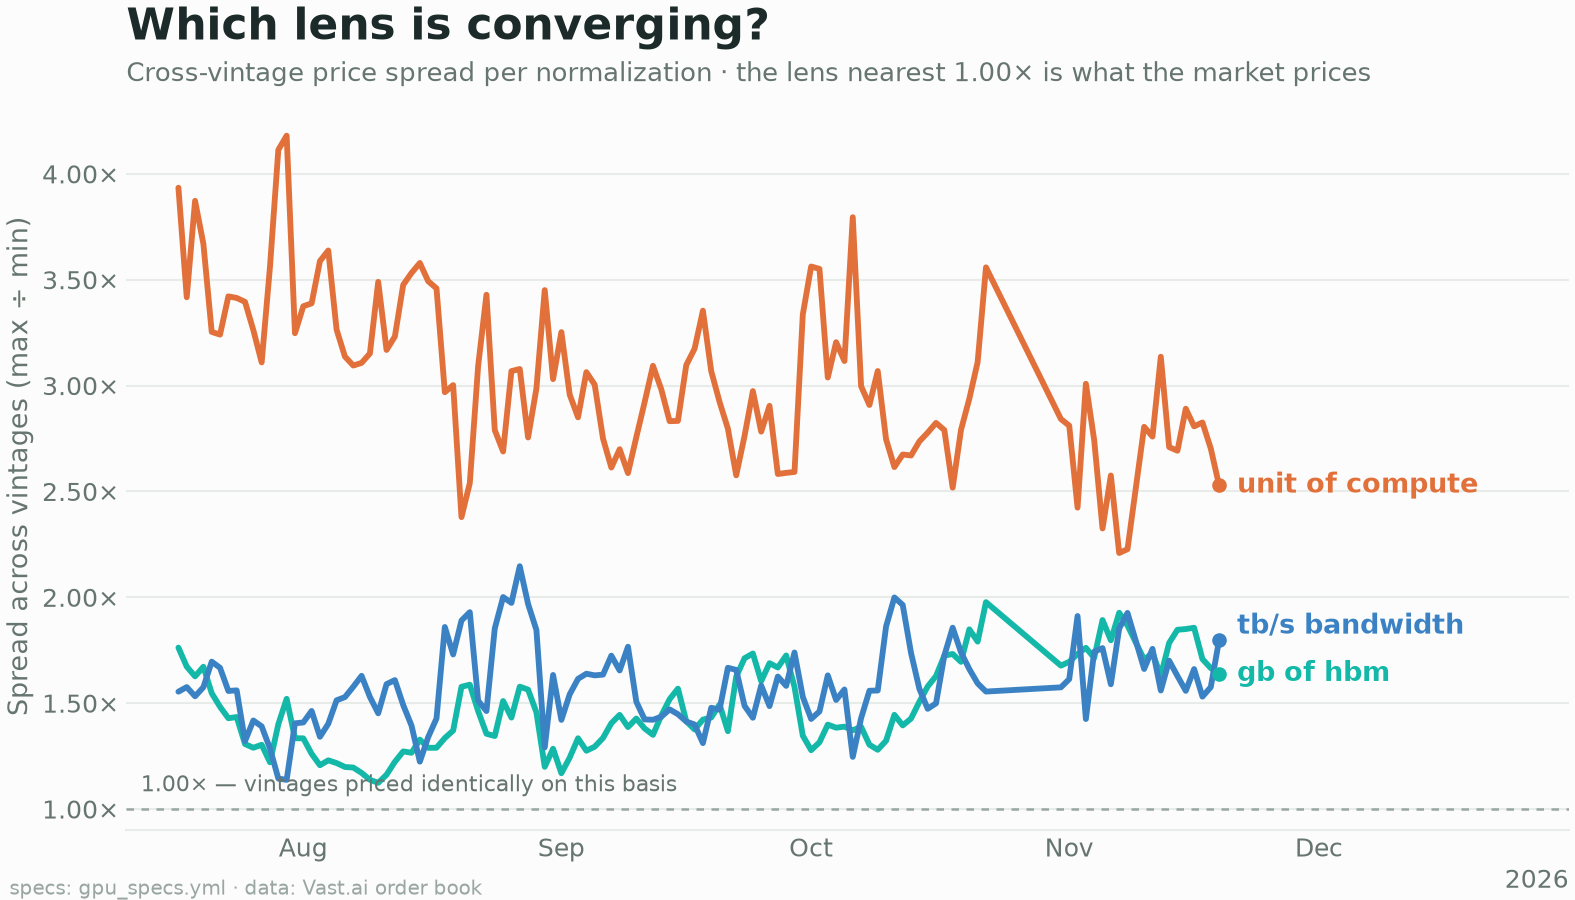 Which lens is converging?
Cross-vintage price spread per normalization · the lens nearest 1.00× is what the market prices
Spread across vintages (max ÷ min)
4.00×
3.50×
3.00×
2.50×
2.00×
1.50×
1.00×
unit of compute
tb/s bandwidth
gb of hbm
1.00× — vintages priced identically on this basis
Aug Sep Oct Nov Dec
2026
specs: gpu_specs.yml · data: Vast.ai order book